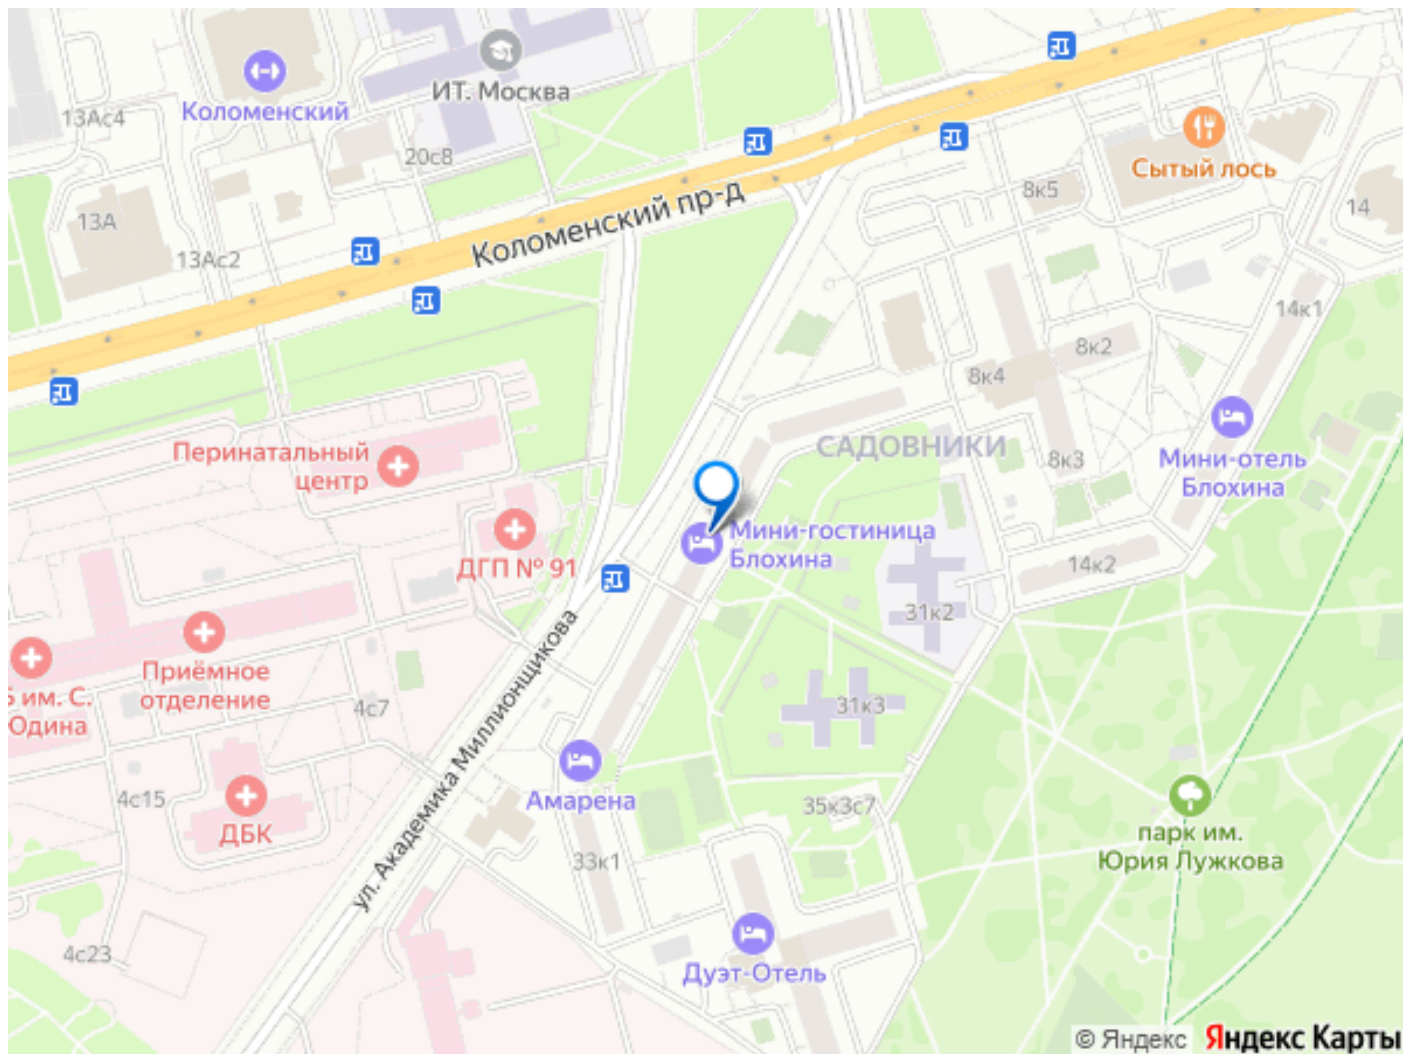 ИТ. Москва
Коломенский
13Ас4
20с8
Сытый лось
8к5
14
13А
Коломенский пр-д
13Ас2
14к1
8к2
8к4
Перинатальный
центр
САДОВНИКИ
8к3
Мини-отель
Блохина
Мини-гостиница
Блохина
ДГП № 91
14к2
31к2
Приёмное
отделение
им. С.
Юдина
4с7
31к3
ул. Академика Миллионщикова
4с15
ДБК
Амарена
35к3с7
парк им.
Юрия Лужкова
33к1
4с23
Дуэт-Отель
© Яндекс Яндекс Карты